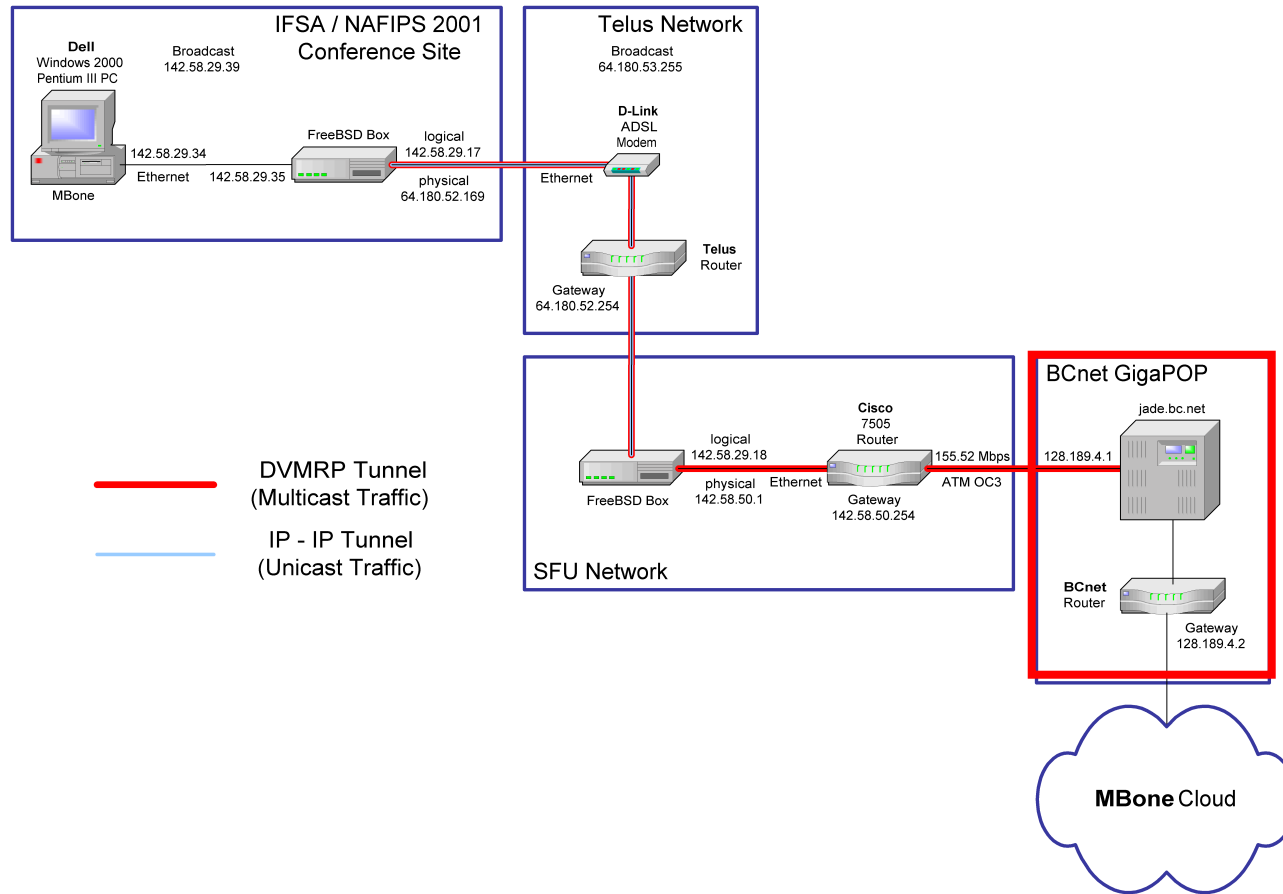 IFSA / NAFIPS 2001
Conference Site
Dell
Windows 2000
Pentium III PC
Broadcast
142.58.29.39
FreeBSD Box
142.58.29.34
Ethernet
142.58.29.35
MBone
logical
142.58.29.17
physical
64.180.52.169
Telus Network
Broadcast
64.180.53.255
D-Link
ADSL
Modem
Ethernet
Telus
Router
Gateway
64.180.52.254
DVMRP Tunnel
(Multicast Traffic)
IP - IP Tunnel
(Unicast Traffic)
FreeBSD Box
logical
142.58.29.18
physical
142.58.50.1
Ethernet
Cisco
7505
Router
Gateway
142.58.50.254
155.52 Mbps
ATM OC3
SFU Network
BCnet GigaPOP
jade.bc.net
128.189.4.1
BCnet
Router
Gateway
128.189.4.2
MBone Cloud